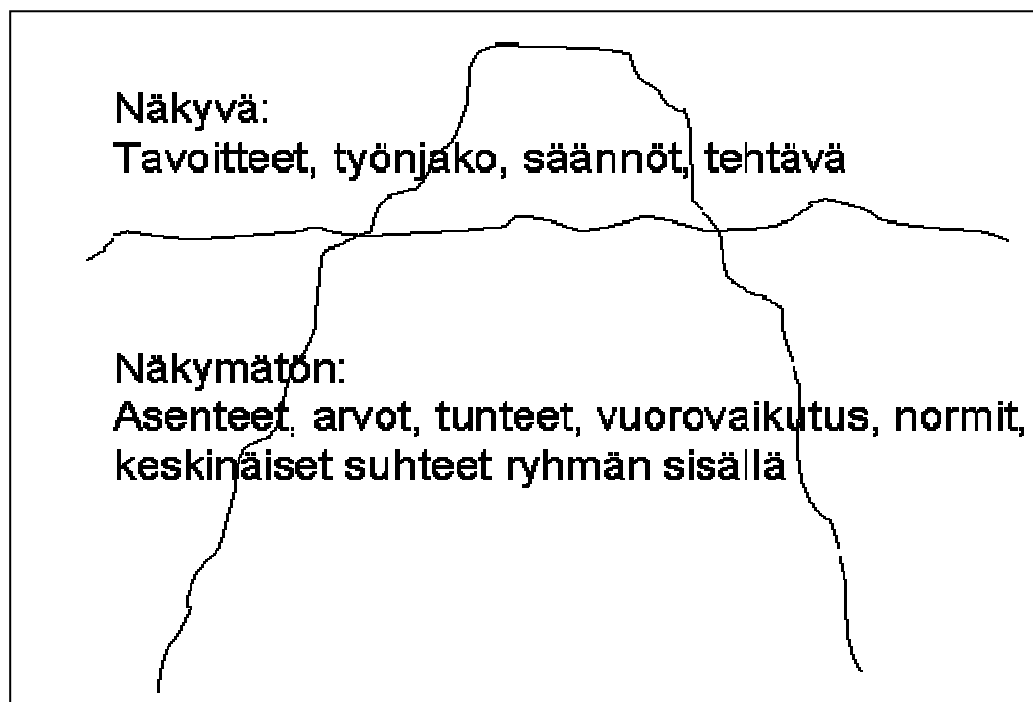 Näkyvä:
Tavoitteet, työnjako, säännöt, tehtävä
Näkymätön:
Asenteet, arvot, tunteet, vuorovaikutus, normit,
keskinäiset suhteet ryhmän sisällä